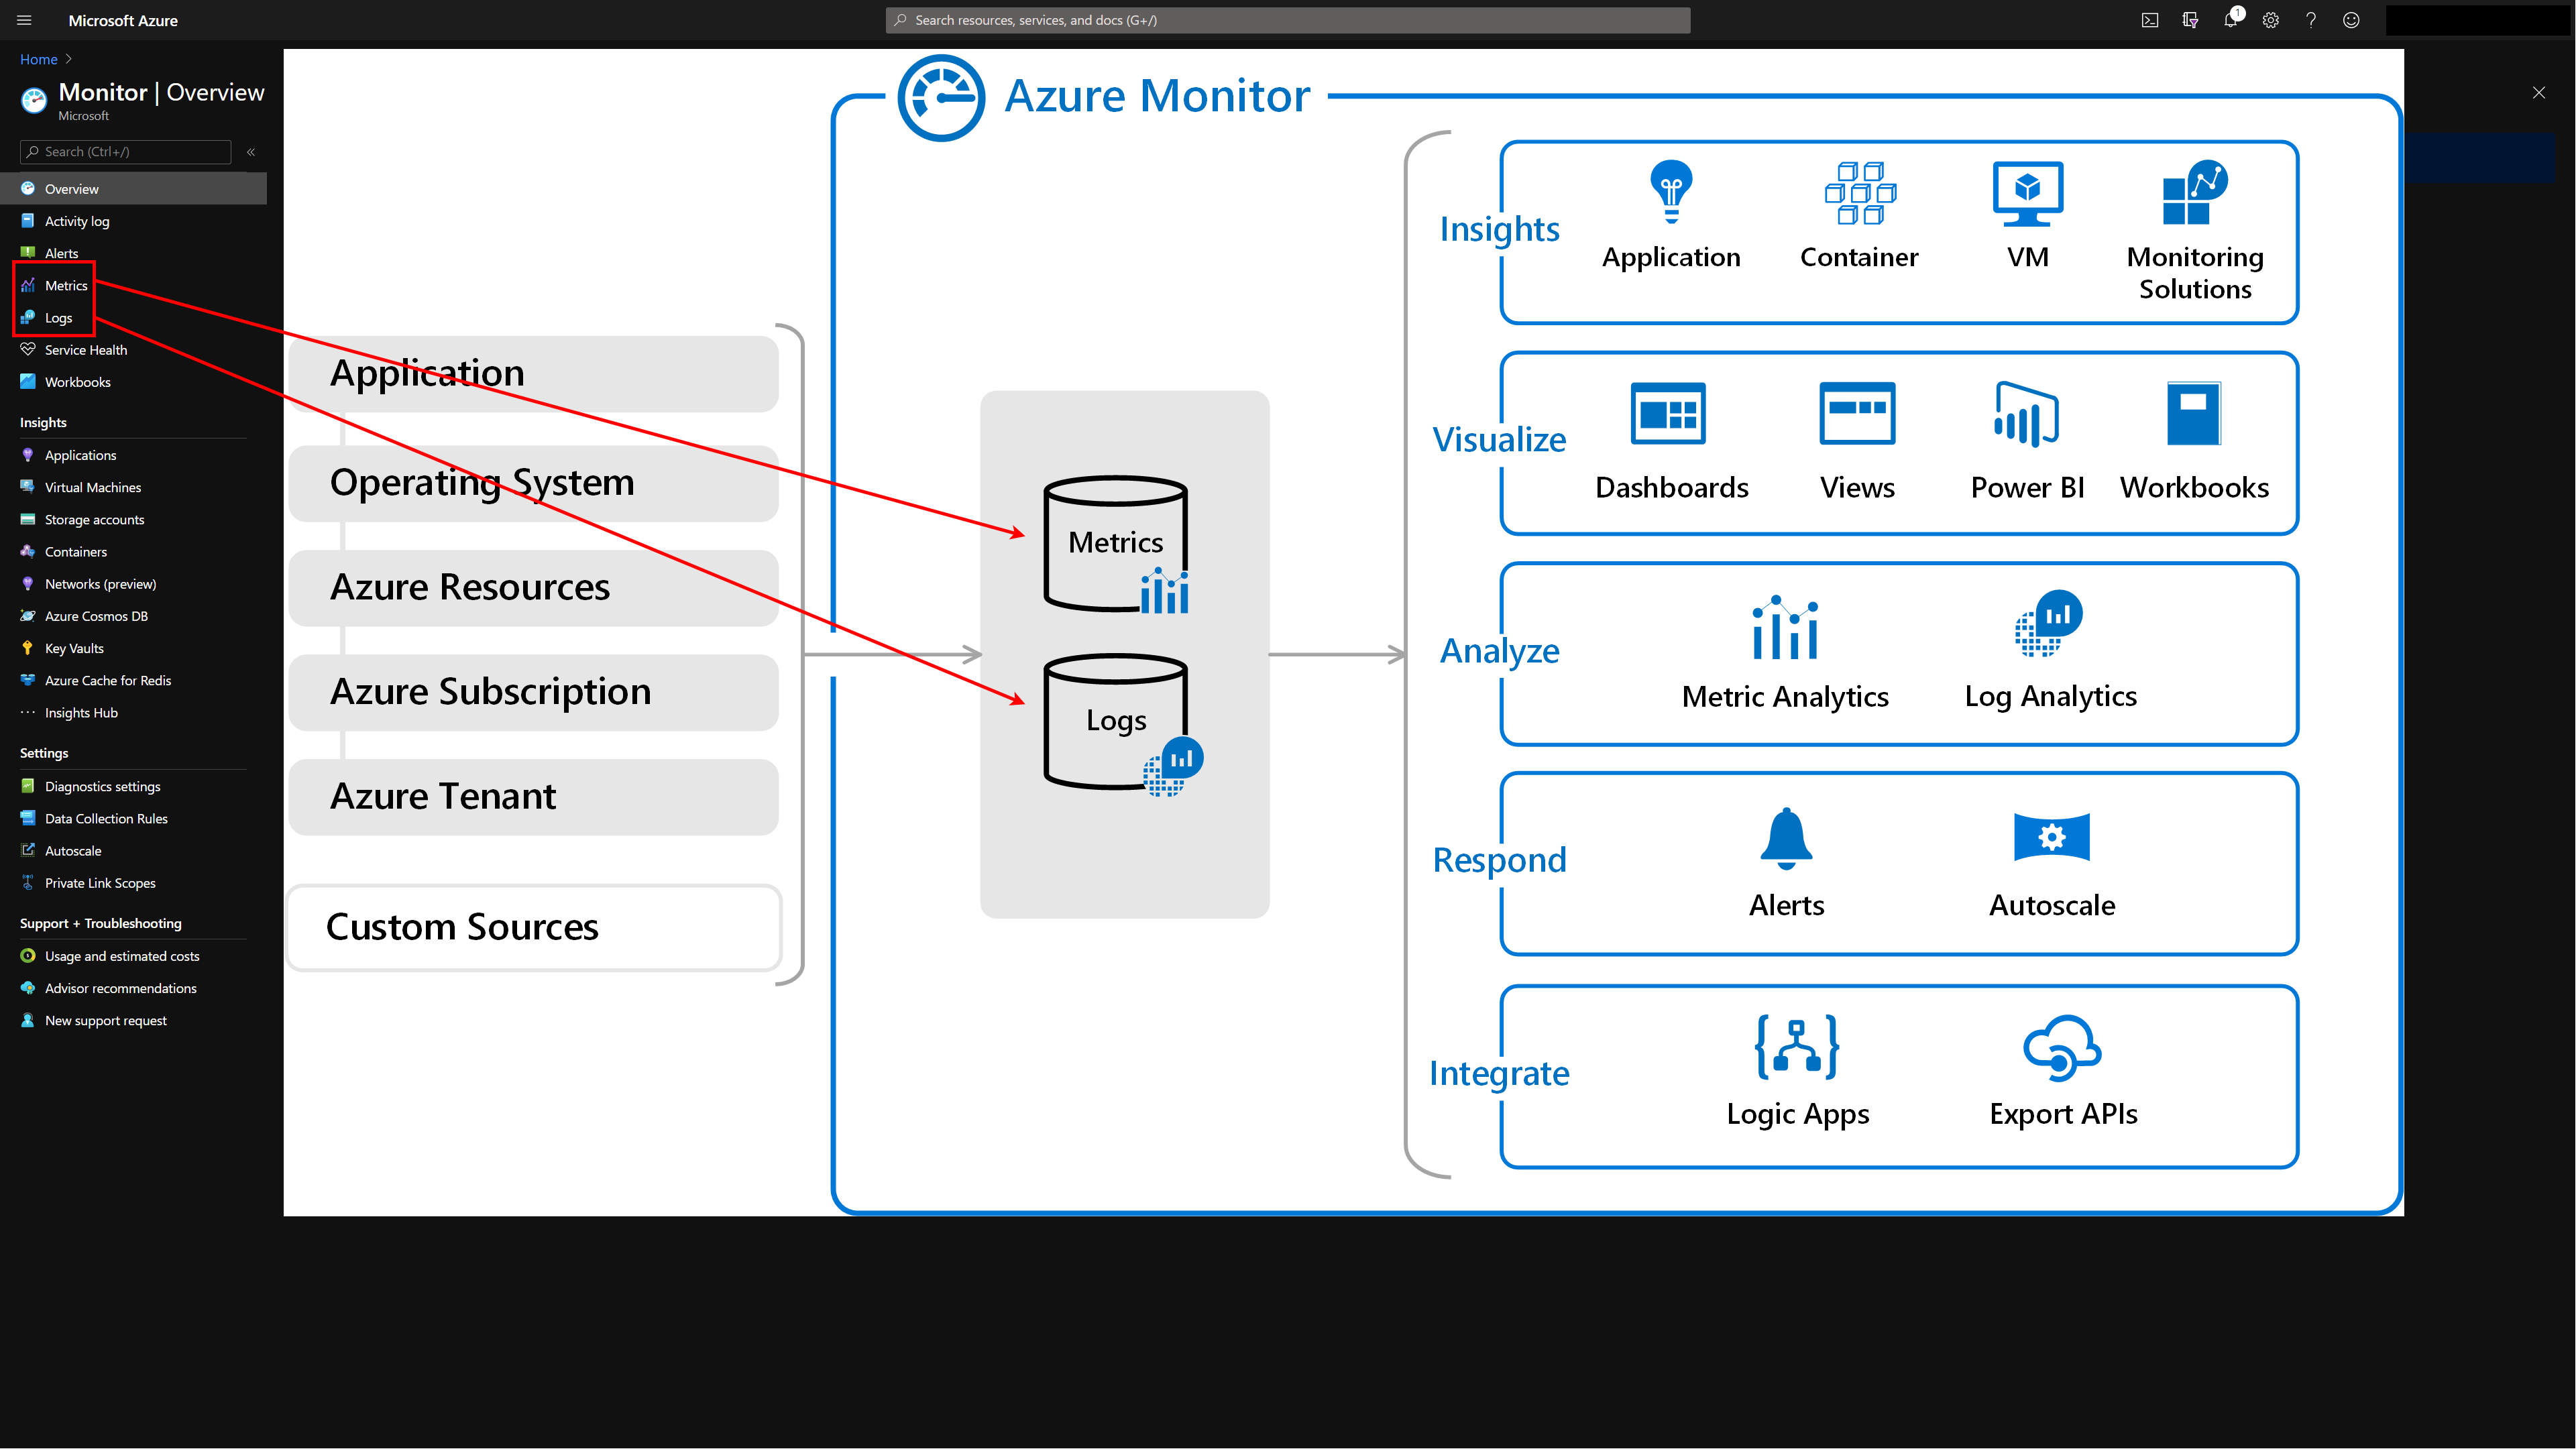 Microsoft Azure
Search resources, services, and docs (G+/)
1
Home
Monitor | Overview
Microsoft
Search (Ctrl+/)
Overview
Activity log
Alerts
Metrics
Logs
Service Health
Workbooks
Insights
Applications
Virtual Machines
Storage accounts
Containers
Networks (preview)
Azure Cosmos DB
Key Vaults
Azure Cache for Redis
Insights Hub
Settings
Diagnostics settings
Data Collection Rules
Autoscale
Private Link Scopes
Support + Troubleshooting
Usage and estimated costs
Advisor recommendations
New support request
Azure Monitor
Application
Operating System
Azure Resources
Azure Subscription
Azure Tenant
Custom Sources
Metrics
Logs
Insights
Application
Container
VM
Monitoring
Solutions
Visualize
Dashboards
Views
Power BI
Workbooks
Analyze
Metric Analytics
Log Analytics
Respond
Alerts
Autoscale
Integrate
Logic Apps
Export APIs